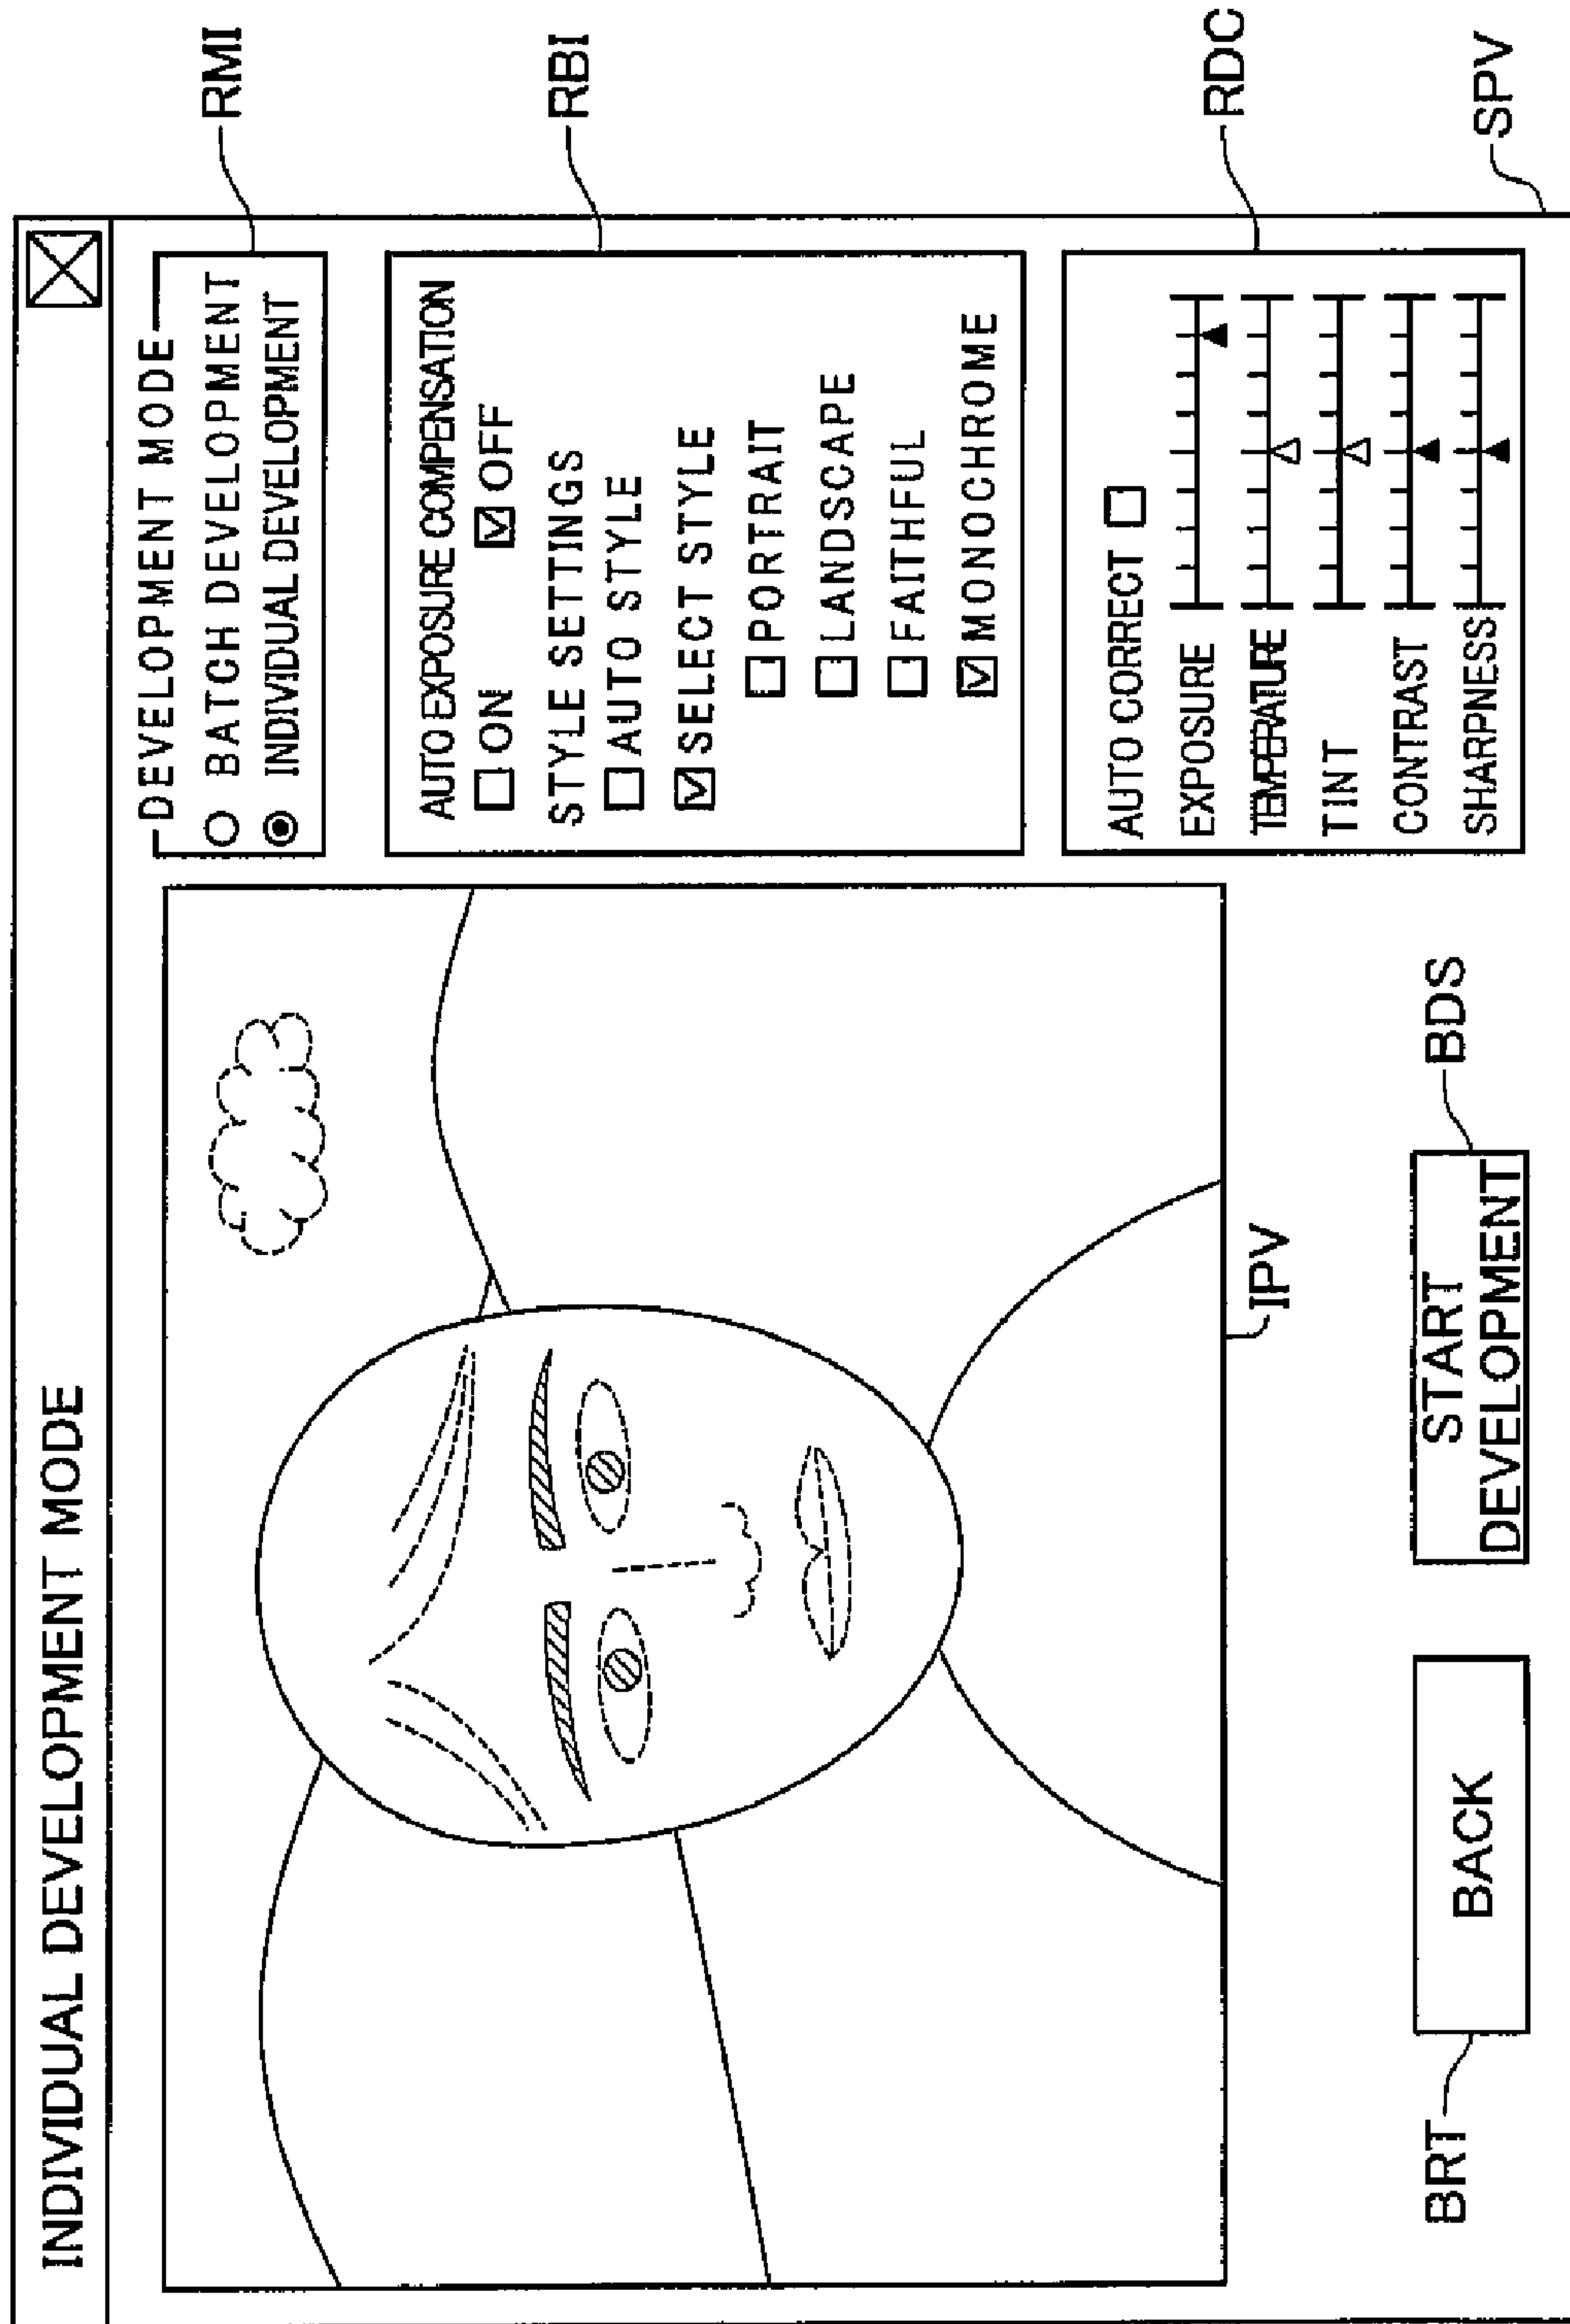 INDIVIDUAL DEVELOPMENT MODE
DEVELOPMENT MODE
BATCH DEVELOPMENT
INDIVIDUAL DEVELOPMENT
RMI
AUTO EXPOSURE COMPENSATION
ON OFF
STYLE SETTINGS
AUTO STYLE
SELECT STYLE
PORTRAIT
LANDSCAPE
FAITHFUL
MONOCHROME
RBI
AUTO CORRECT
EXPOSURE
TEMPERATURE
TINT
CONTRAST
SHARPNESS
RDC
SPV
IPV
BRT
BACK
START
DEVELOPMENT
BDS